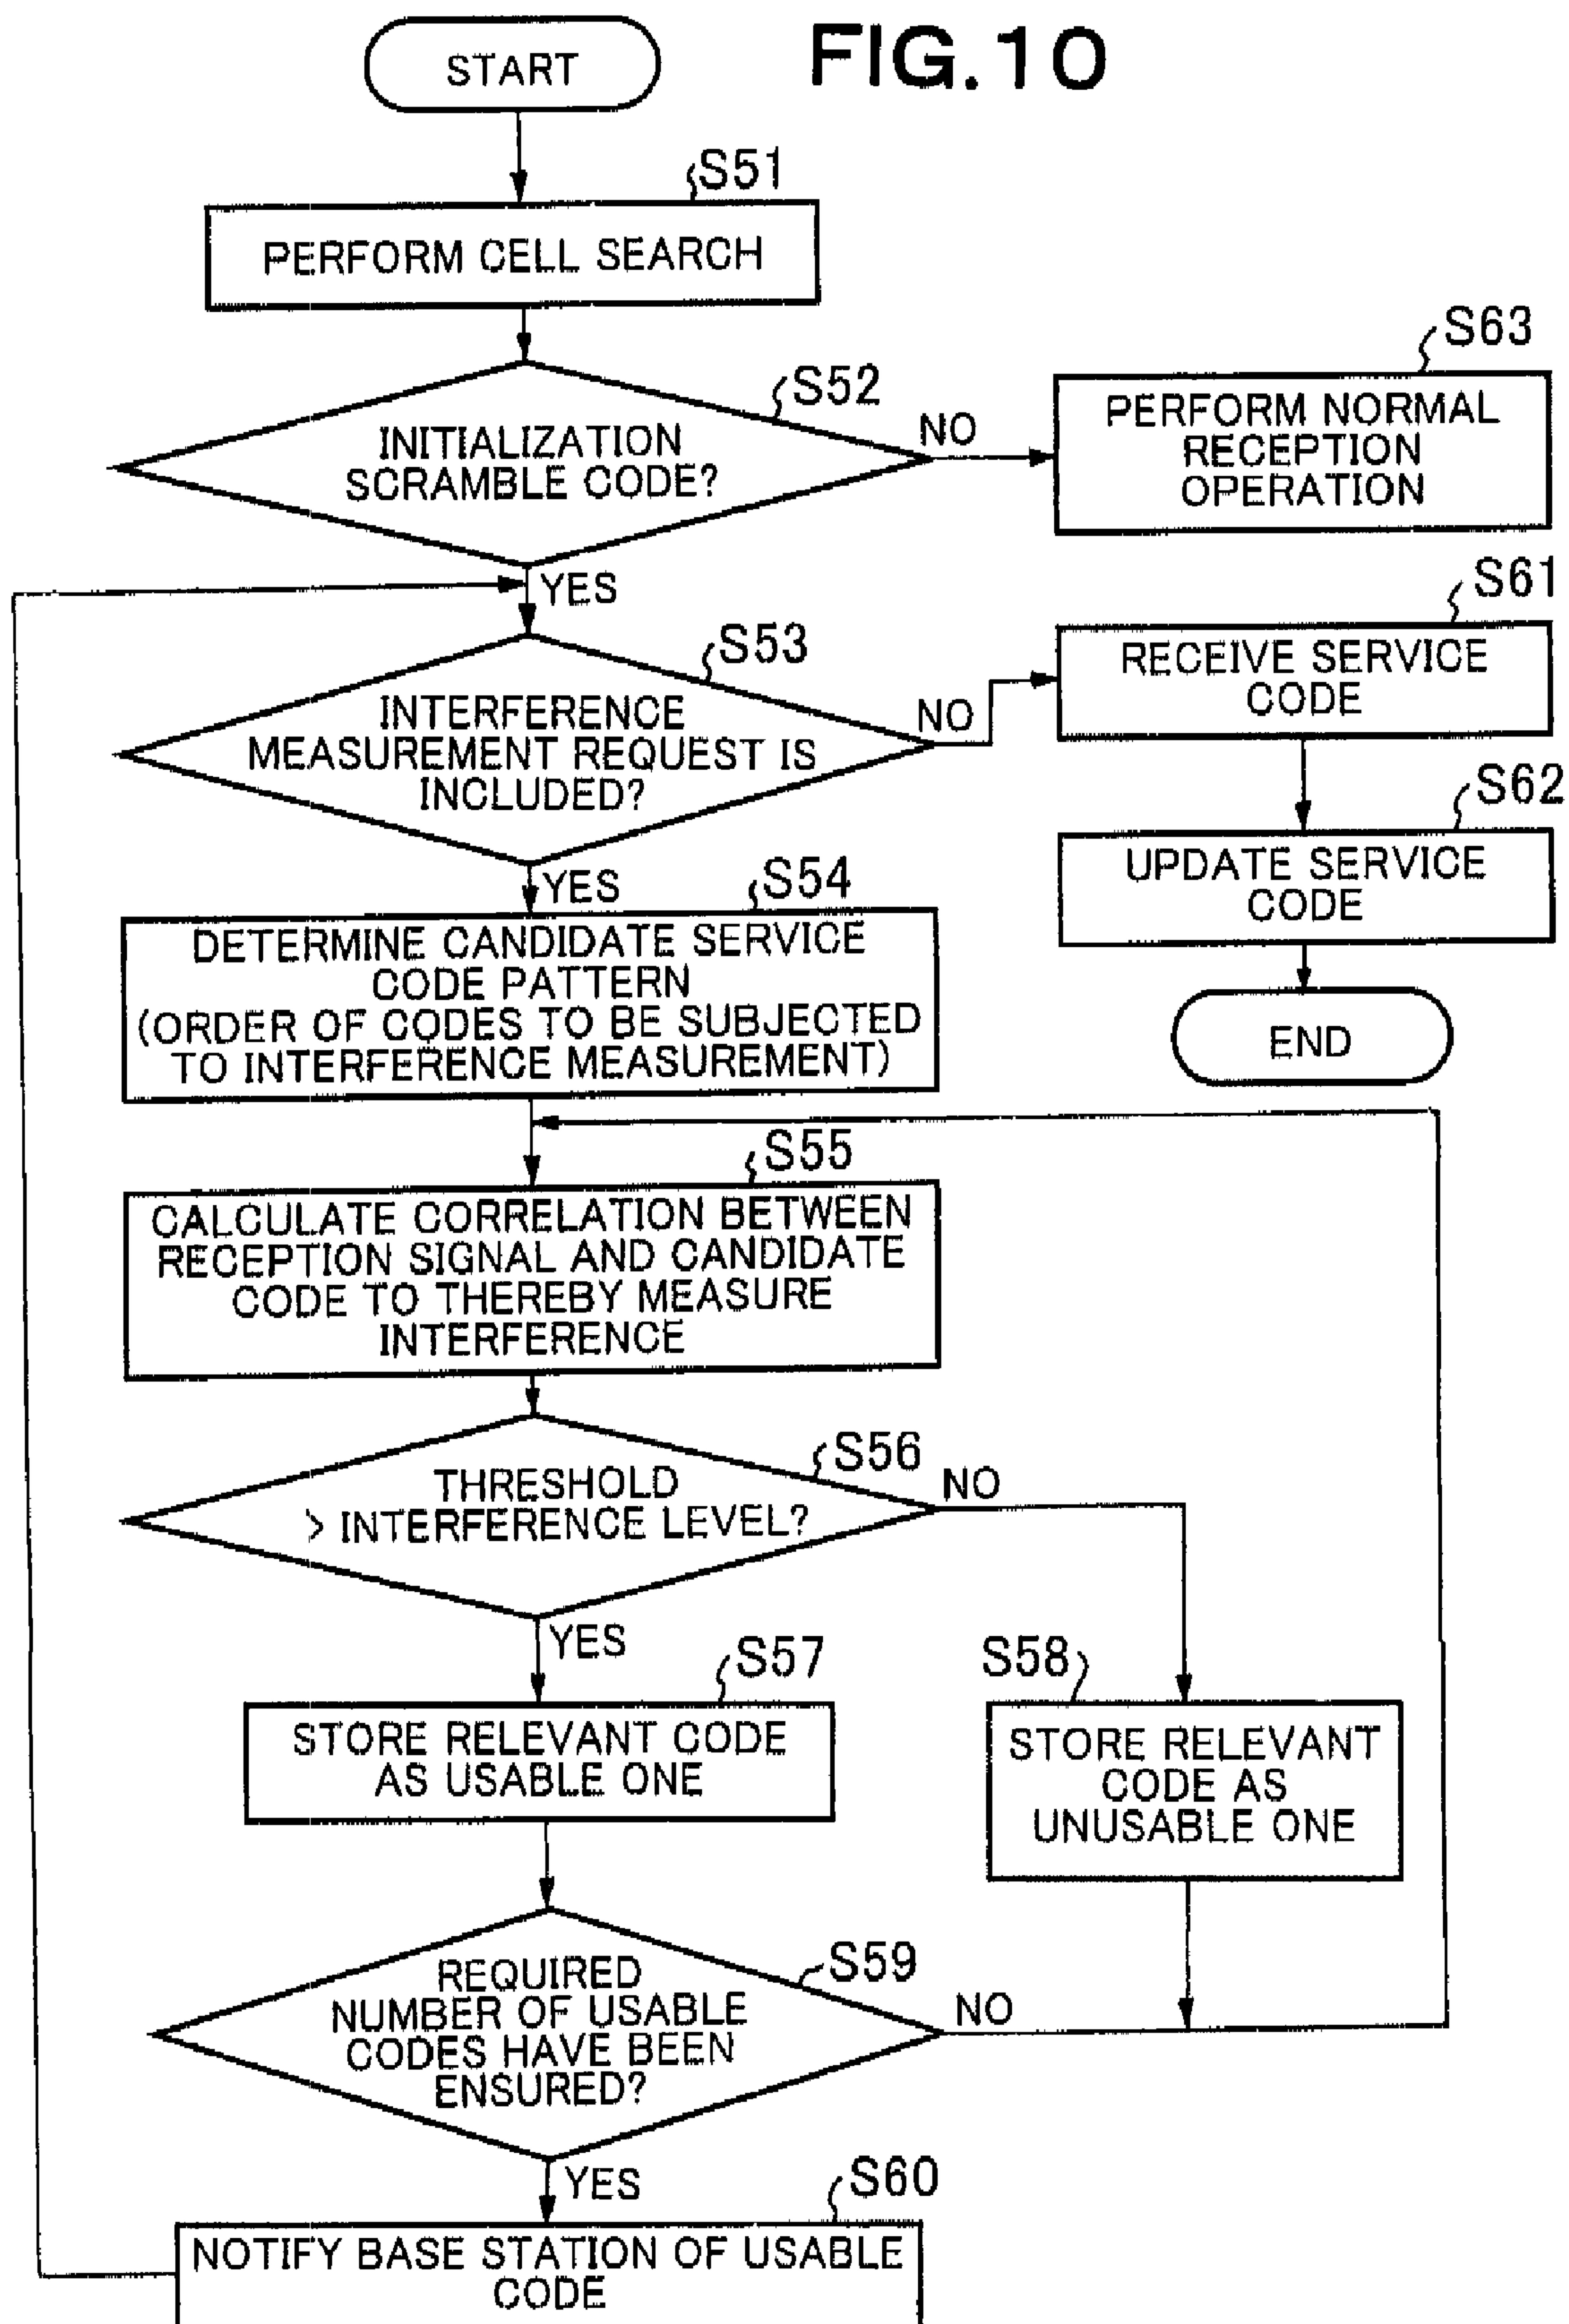 FIG.10
START
S51
PERFORM CELL SEARCH
S52
INITIALIZATION
SCRAMBLE CODE?
NO
S63
PERFORM NORMAL
RECEPTION
OPERATION
YES
S53
INTERFERENCE
MEASUREMENT REQUEST IS
INCLUDED?
NO
S61
RECEIVE SERVICE
CODE
S62
UPDATE SERVICE
CODE
END
YES
S54
DETERMINE CANDIDATE SERVICE
CODE PATTERN
(ORDER OF CODES TO BE SUBJECTED
TO INTERFERENCE MEASUREMENT)
S55
CALCULATE CORRELATION BETWEEN
RECEPTION SIGNAL AND CANDIDATE
CODE TO THEREBY MEASURE
INTERFERENCE
S56
THRESHOLD
> INTERFERENCE LEVEL?
NO
YES
S57
STORE RELEVANT CODE
AS USABLE ONE
S58
STORE RELEVANT
CODE AS
UNUSABLE ONE
S59
REQUIRED
NUMBER OF USABLE
CODES HAVE BEEN
ENSURED?
NO
YES
S60
NOTIFY BASE STATION OF USABLE
CODE